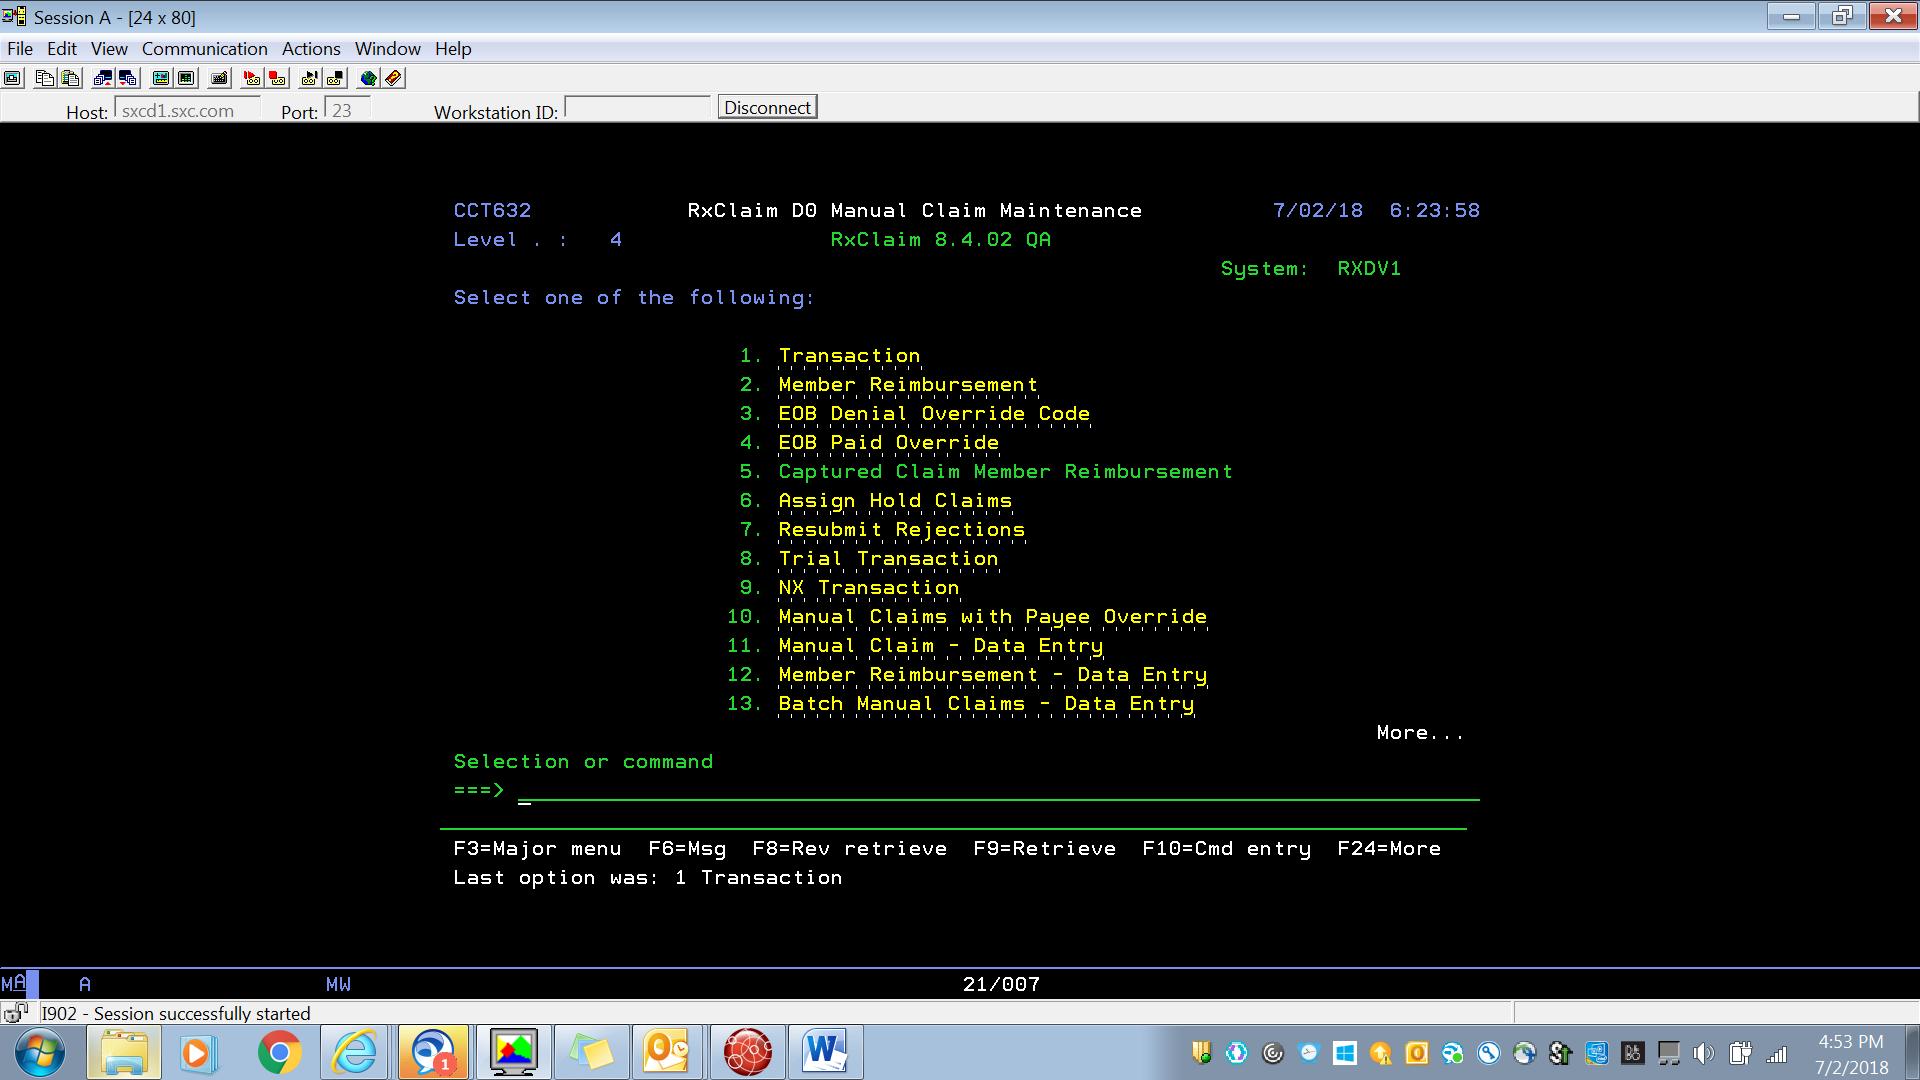 Session A - [24 x 80]
File Edit View Communication Actions Window Help
Host: sxcd1.sxc.com Port: 23 Workstation ID: Disconnect
CCT632 RxClaim D0 Manual Claim Maintenance 7/02/18 6:23:58
Level . : 4 RxClaim 8.4.02 QA
System: RXDV1
Select one of the following:
1. Transaction
2. Member Reimbursement
3. EOB Denial Override Code
4. EOB Paid Override
5. Captured Claim Member Reimbursement
6. Assign Hold Claims
7. Resubmit Rejections
8. Trial Transaction
9. NX Transaction
10. Manual Claims with Payee Override
11. Manual Claim - Data Entry
12. Member Reimbursement - Data Entry
13. Batch Manual Claims - Data Entry
More...
Selection or command
===>
F3=Major menu F6=Msg F8=Rev retrieve F9=Retrieve F10=Cmd entry F24=More
Last option was: 1 Transaction
MA A MW 21/007
I902 - Session successfully started
1
4:53 PM
7/2/2018